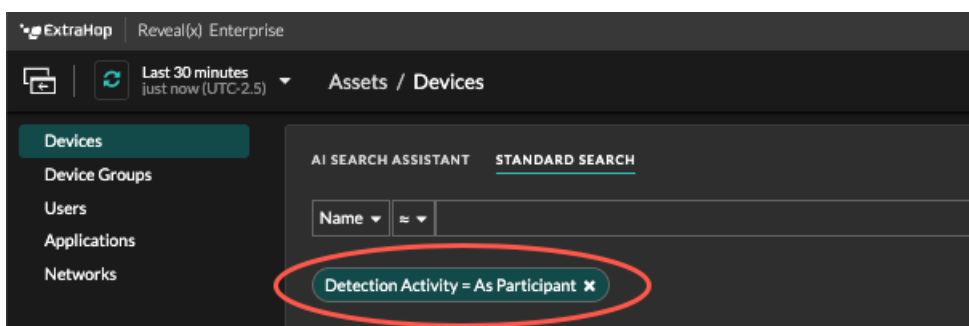 ExtraHop Reveal(x) Enterprise
Last 30 minutes
just now (UTC-2.5)
Assets / Devices
Devices
Device Groups
Users
Applications
Networks
AI SEARCH ASSISTANT STANDARD SEARCH
Name ≈
Detection Activity = As Participant ×